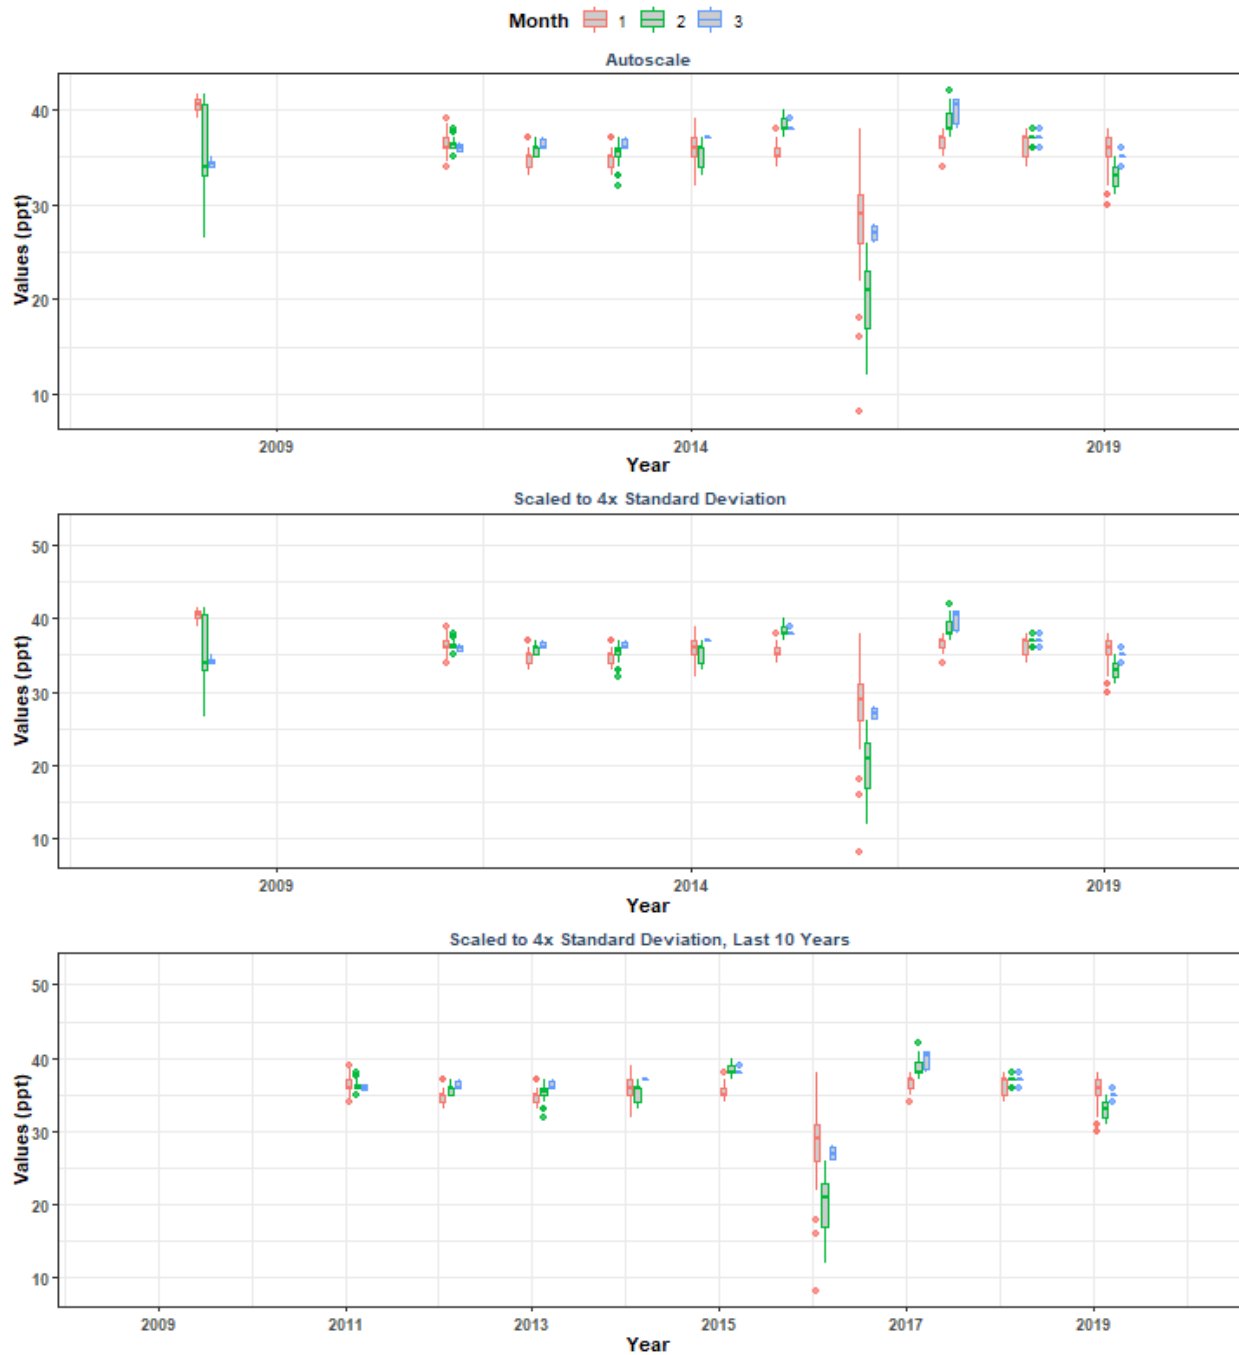 Month 1 2 3
Autoscale
Values (ppt)
40
30
20
10
2009 2014 2019
Year
Scaled to 4x Standard Deviation
Values (ppt)
50
40
30
20
10
2009 2014 2019
Year
Scaled to 4x Standard Deviation, Last 10 Years
Values (ppt)
50
40
30
20
10
2009 2011 2013 2015 2017 2019
Year